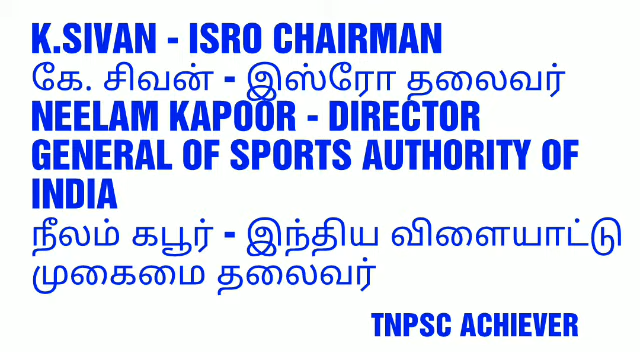 K.SIVAN - ISRO CHAIRMAN
கே. சிவன் - இஸ்ரோ தலைவர்
NEELAM KAPOOR - DIRECTOR
GENERAL OF SPORTS AUTHORITY OF
INDIA
நீலம் கபூர் - இந்திய விளையாட்டு
முகைமை தலைவர்
TNPSC ACHIEVER